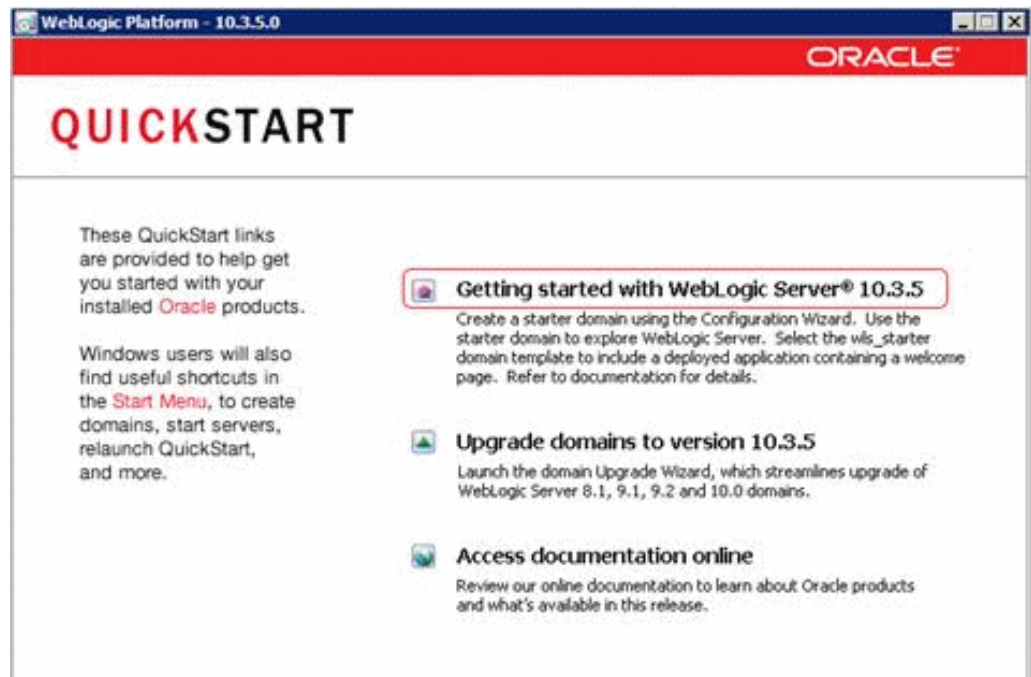 WebLogic Platform - 10.3.5.0
ORACLE
QUICKSTART
These QuickStart links
are provided to help get
you started with your
installed Oracle products.
Windows users will also
find useful shortcuts in
the Start Menu, to create
domains, start servers,
relaunch QuickStart,
and more.
Getting started with WebLogic Server® 10.3.5
Create a starter domain using the Configuration Wizard. Use the
starter domain to explore WebLogic Server. Select the wls_starter
domain template to include a deployed application containing a welcome
page. Refer to documentation for details.
Upgrade domains to version 10.3.5
Launch the domain Upgrade Wizard, which streamlines upgrade of
WebLogic Server 8.1, 9.1, 9.2 and 10.0 domains.
Access documentation online
Review our online documentation to learn about Oracle products
and what's available in this release.